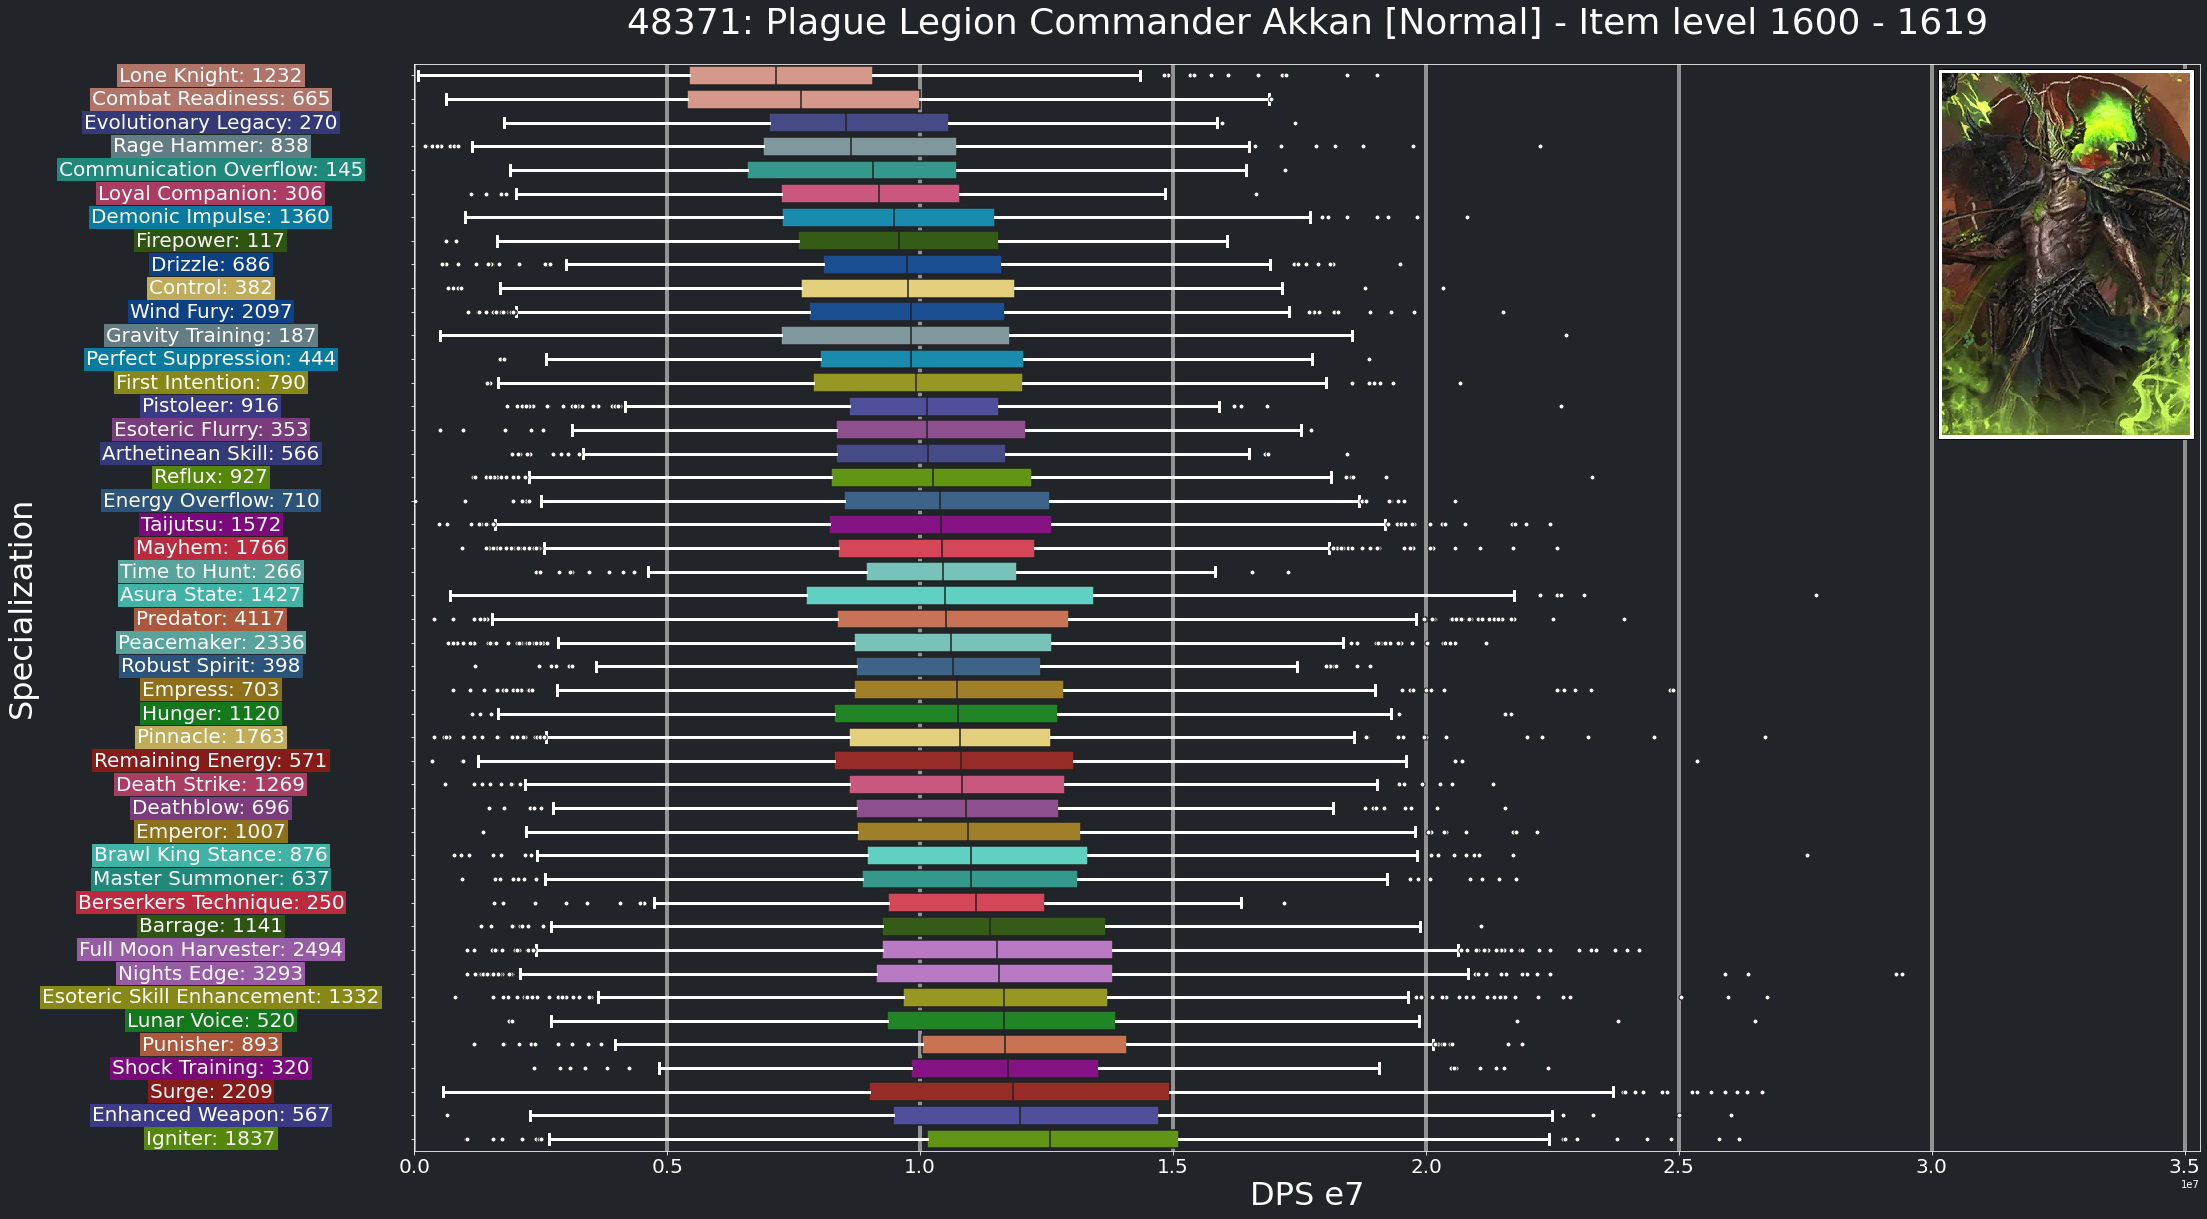 48371: Plague Legion Commander Akkan [Normal] - Item level 1600 - 1619
Specialization
Lone Knight: 1232
Combat Readiness: 665
Evolutionary Legacy: 270
Rage Hammer: 838
Communication Overflow: 145
Loyal Companion: 306
Demonic Impulse: 1360
Firepower: 117
Drizzle: 686
Control: 382
Wind Fury: 2097
Gravity Training: 187
Perfect Suppression: 444
First Intention: 790
Pistoleer: 916
Esoteric Flurry: 353
Arthetinean Skill: 566
Reflux: 927
Energy Overflow: 710
Taijutsu: 1572
Mayhem: 1766
Time to Hunt: 266
Asura State: 1427
Predator: 4117
Peacemaker: 2336
Robust Spirit: 398
Empress: 703
Hunger: 1120
Pinnacle: 1763
Remaining Energy: 571
Death Strike: 1269
Deathblow: 696
Emperor: 1007
Brawl King Stance: 876
Master Summoner: 637
Berserkers Technique: 250
Barrage: 1141
Full Moon Harvester: 2494
Nights Edge: 3293
Esoteric Skill Enhancement: 1332
Lunar Voice: 520
Punisher: 893
Shock Training: 320
Surge: 2209
Enhanced Weapon: 567
Igniter: 1837
0.0 0.5 1.0 1.5 2.0 2.5 3.0 3.5
1e7
DPS e7